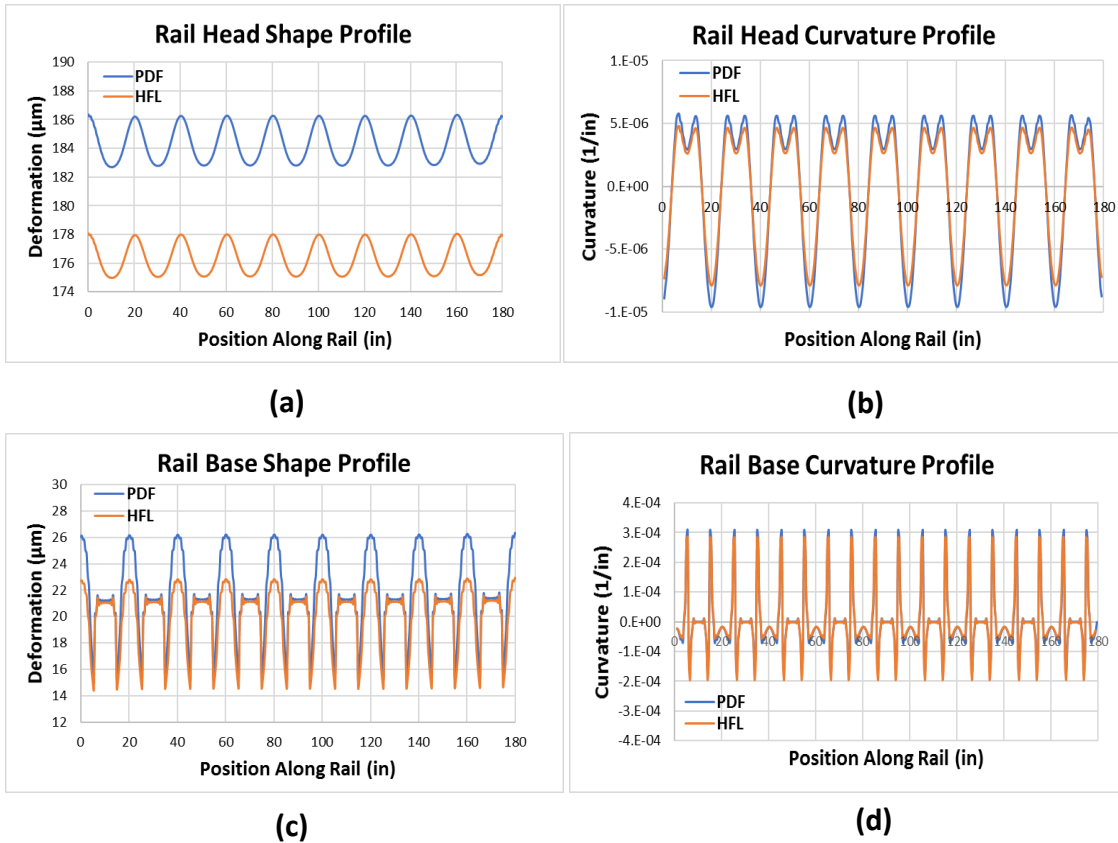 Rail Head Shape Profile
PDF
HFL
Deformation (µm)
190
188
186
184
182
180
178
176
174
0 20 40 60 80 100 120 140 160 180
Position Along Rail (in)
(a)
Rail Head Curvature Profile
PDF
HFL
Curvature (1/in)
1.E-05
5.E-06
0.E+00
-5.E-06
-1.E-05
0 20 40 60 80 100 120 140 160 180
Position Along Rail (in)
(b)
Rail Base Shape Profile
PDF
HFL
Deformation (µm)
30
28
26
24
22
20
18
16
14
12
0 20 40 60 80 100 120 140 160 180
Position Along Rail (in)
(c)
Rail Base Curvature Profile
Curvature (1/in)
4.E-04
3.E-04
2.E-04
1.E-04
0.E+00
-1.E-04
-2.E-04
-3.E-04
-4.E-04
0 20 40 60 80 100 120 140 160 180
PDF
HFL
Position Along Rail (in)
(d)